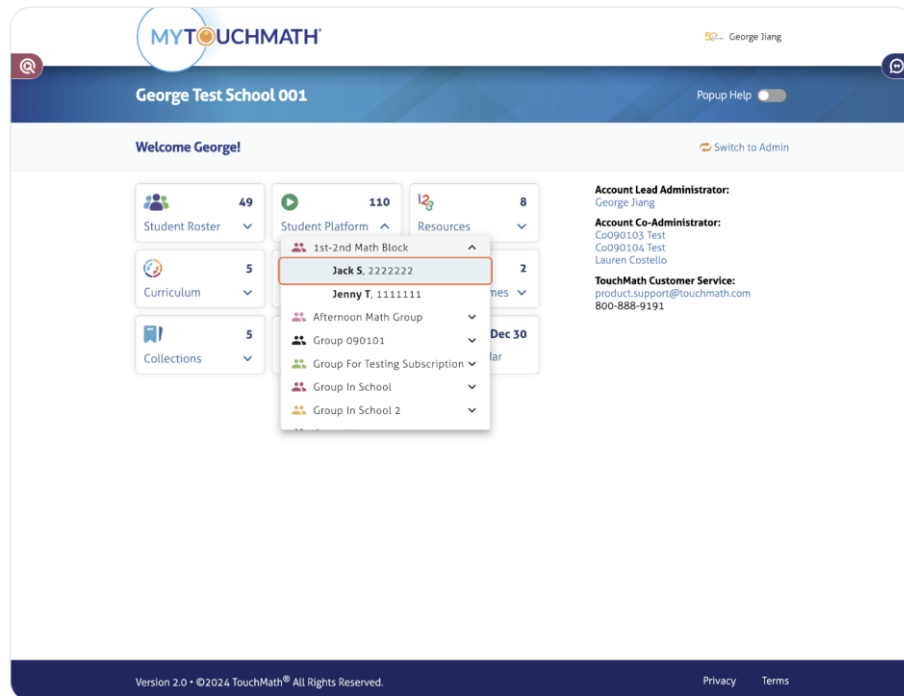 MYTOUCHMATH
George Jiang
George Test School 001
Popup Help
Welcome George!
Switch to Admin
49
Student Roster
110
Student Platform
8
Resources
1st-2nd Math Block
Jack S, 2222222
Jenny T, 1111111
Afternoon Math Group
Group 090101
Group For Testing Subscription
Group In School
Group In School 2
5
Curriculum
2
mes
5
Collections
Dec 30
lar
Account Lead Administrator:
George Jiang
Account Co-Administrator:
Co090103 Test
Co090104 Test
Lauren Costello
TouchMath Customer Service:
product.support@touchmath.com
800-888-9191
Version 2.0 • ©2024 TouchMath® All Rights Reserved.
Privacy
Terms